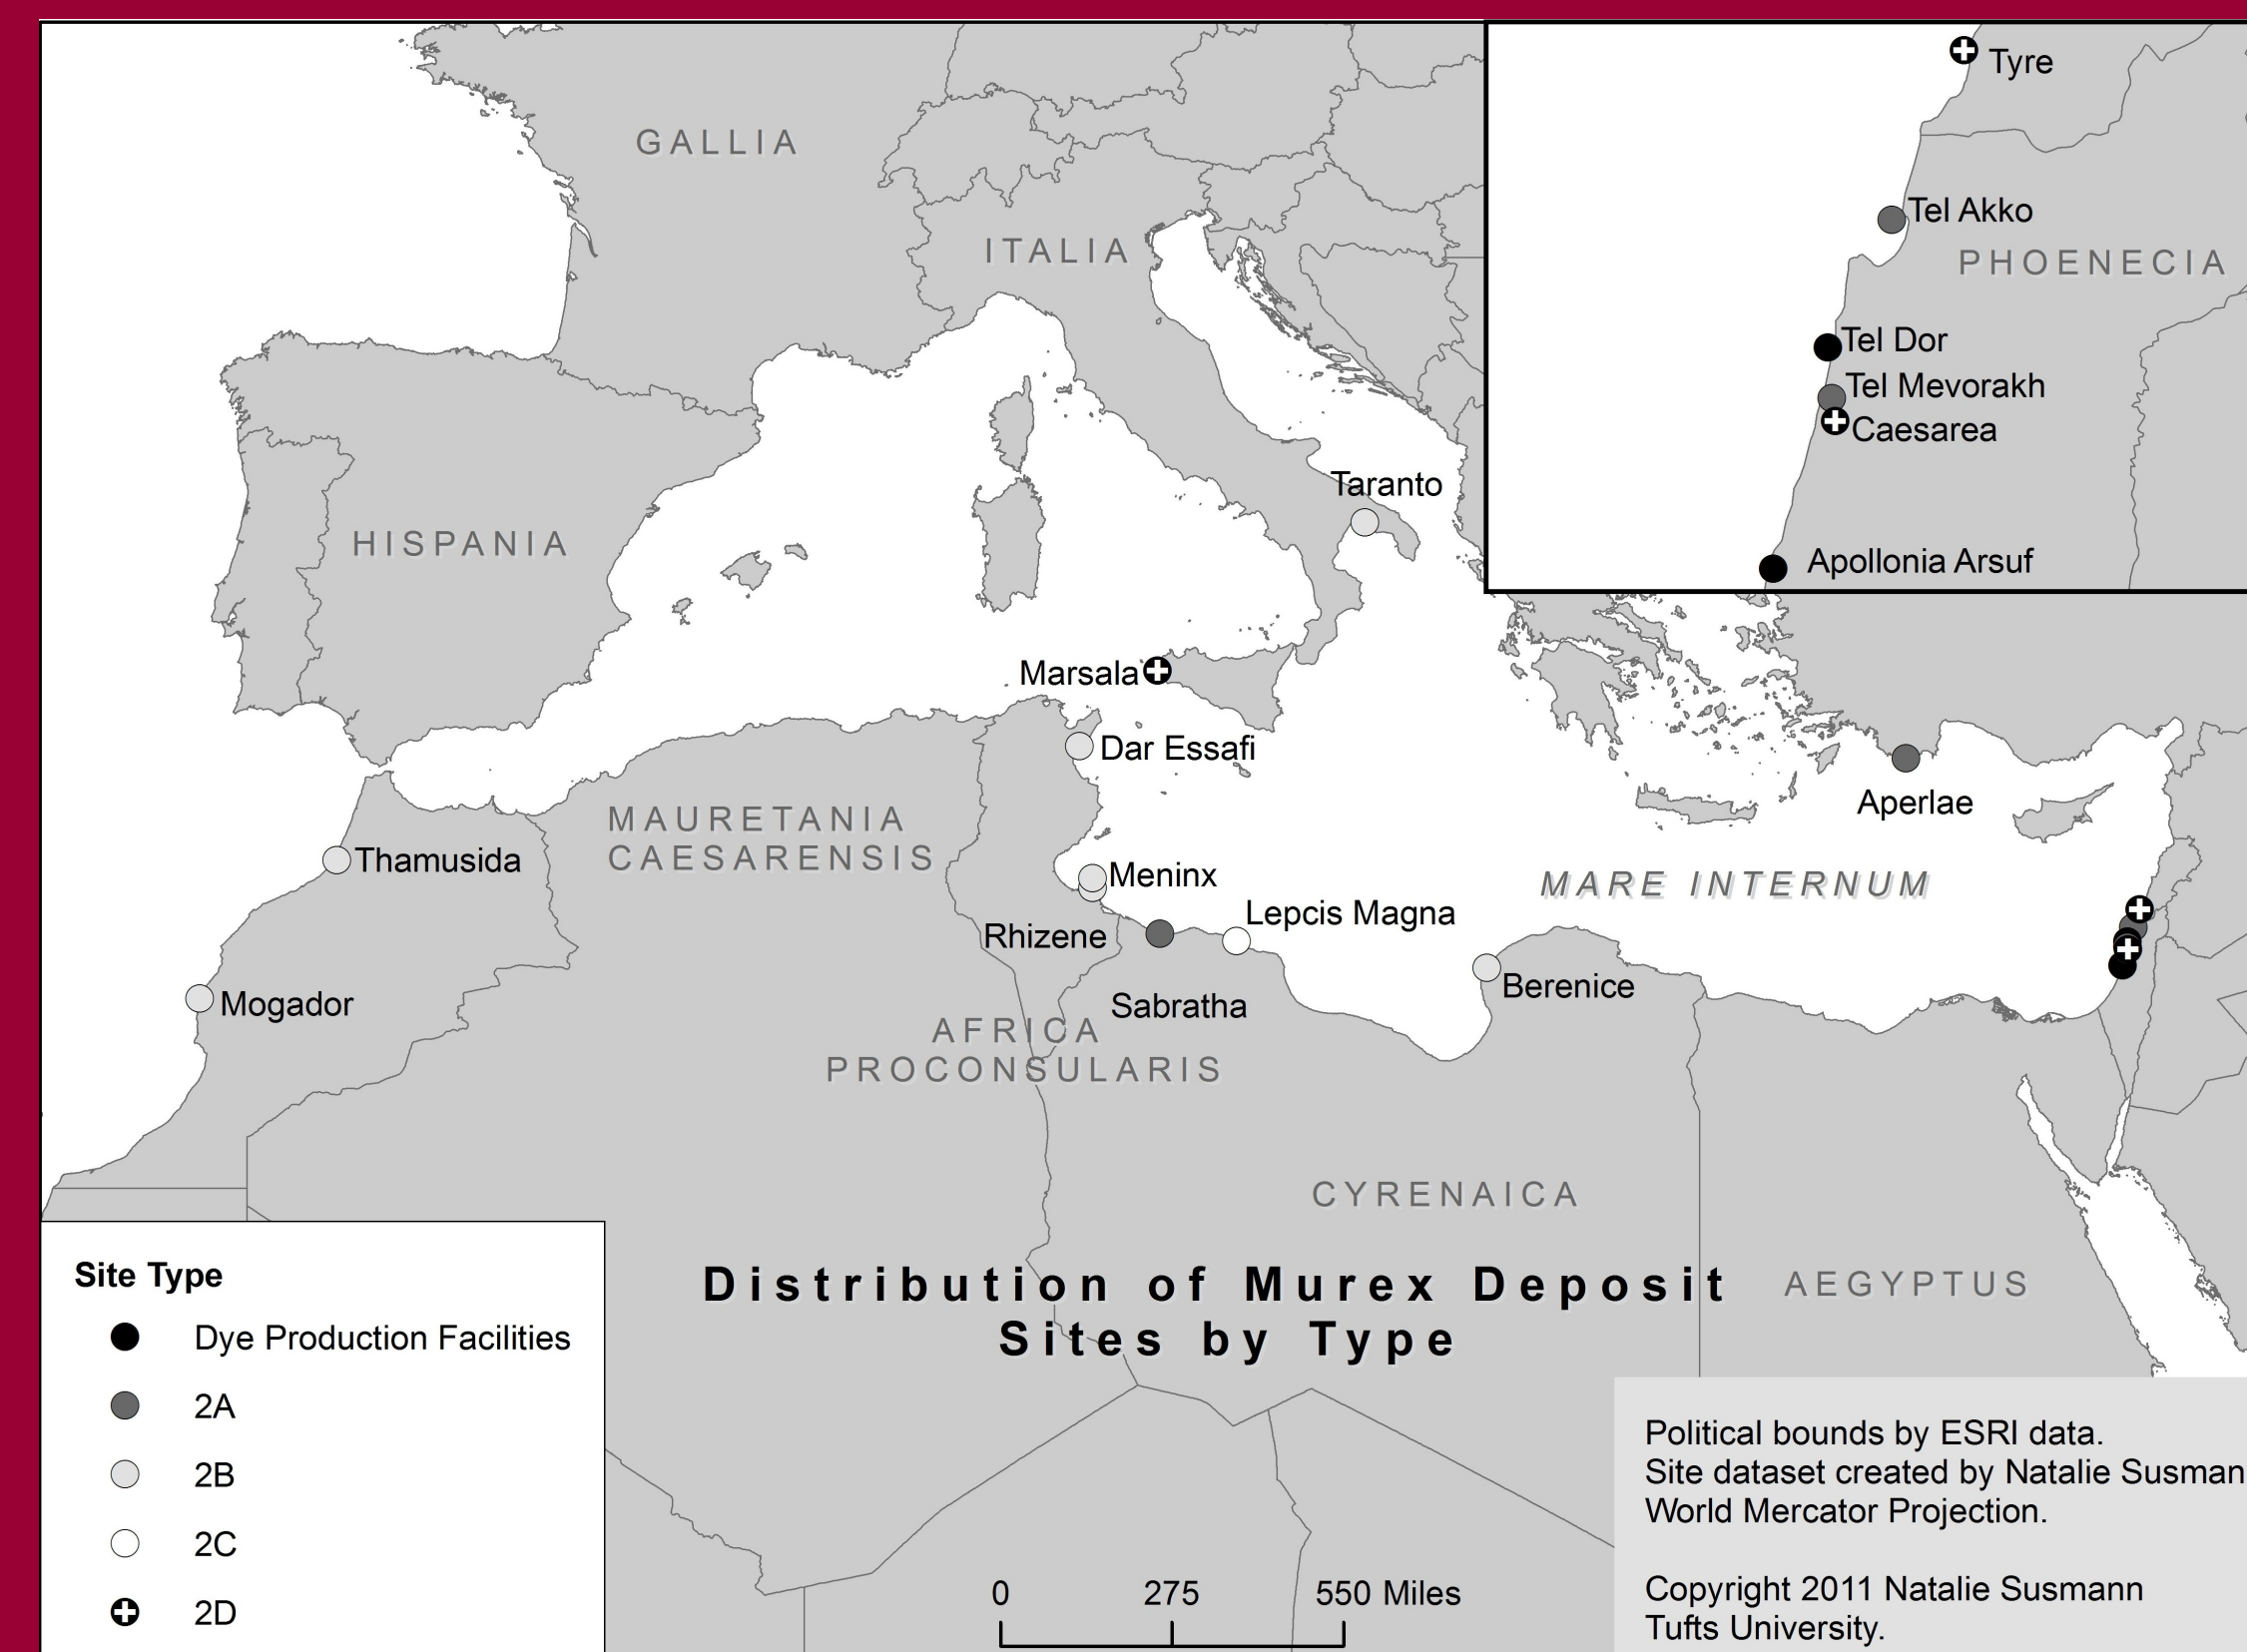 GALLIA
ITALIA
HISPANIA
Tyre
Tel Akko
PHOENECIA
Tel Dor
Tel Mevorakh
Caesarea
Apollonia Arsuf
Taranto
Marsala
Dar Essafi
Aperlae
MAURETANIA
CAESARENSIS
Thamusida
Meninx
MARE INTERNUM
Lepcis Magna
Rhizene
Berenice
Mogador
Sabratha
AFRICA
PROCONSULARIS
CYRENAICA
AEGYPTUS
Distribution of Murex Deposit
Sites by Type
Site Type
Dye Production Facilities
2A
2B
2C
2D
0 275 550 Miles
Political bounds by ESRI data.
Site dataset created by Natalie Susman
World Mercator Projection.
Copyright 2011 Natalie Susmann
Tufts University.